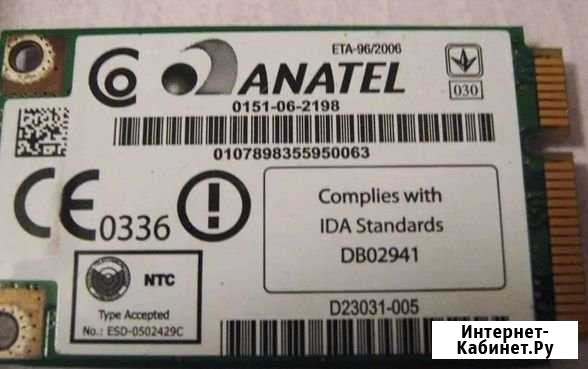 ETA-96/2006
ANATEL
030
0151-06-2198
0107898355950063
CE 0336
Complies with
IDA Standards
DB02941
NTC
Type Accepted
No.: ESD-0502429C
D23031-005
Интернет-
Кабинет.Ру